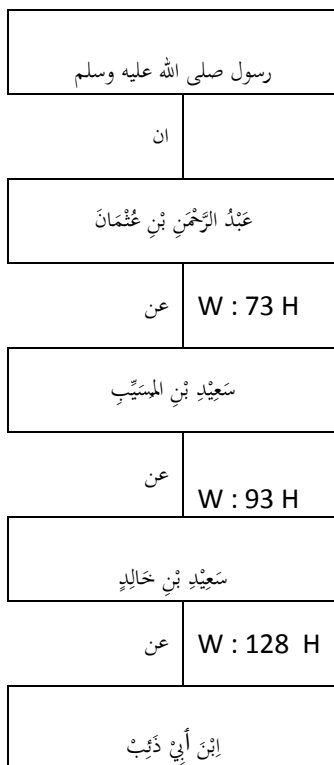 رسول صلى الله عليه وسلم
ان
عَبْدُ الرَّحْمَنِ بْنِ عُثْمَانَ
عن W : 73 H
سَعِيْدِ بْنِ المسَيِّبِ
عن
W : 93 H
سَعِيْدِ بْنِ خَالِدٍ
عن W : 128 H
اِبْنَ أَبِيْ ذَئِبْ